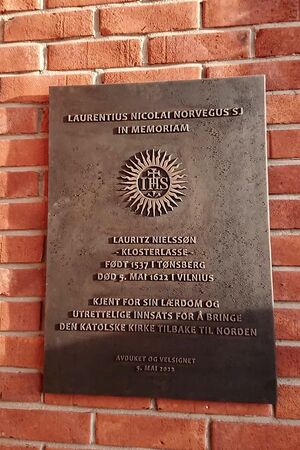 LAURENTIUS NICOLAI NORVEGUS SJ
IN MEMORIAM
IHS
LAURITZ NIELSSØN
- KLOSTERLASSE -
FØDT 1537 I TØNSBERG
DØD 5. MAI 1622 I VILNIUS
KJENT FOR SIN LÆRDOM OG
UTRETTELIGE INNSATS FOR Å BRINGE
DEN KATOLSKE KIRKE TILBAKE TIL NORDEN
AVDUKET OG VELSIGNET
5. MAI 2022